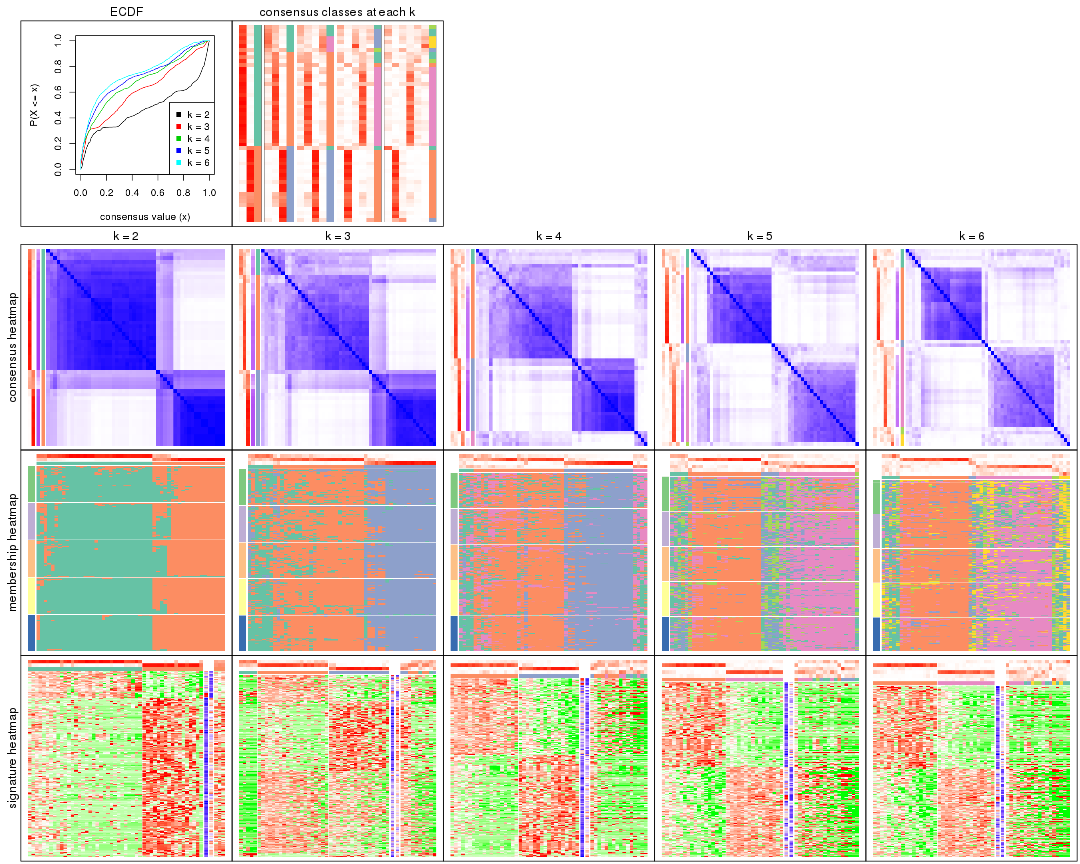 ECDF
consensus classes at each k
P(X <= x)
0.0 0.2 0.4 0.6 0.8 1.0
k = 2
k = 3
k = 4
k = 5
k = 6
0.0 0.2 0.4 0.6 0.8 1.0
consensus value (x)
k = 2
k = 3
k = 4
k = 5
k = 6
consensus heatmap
membership heatmap
signature heatmap